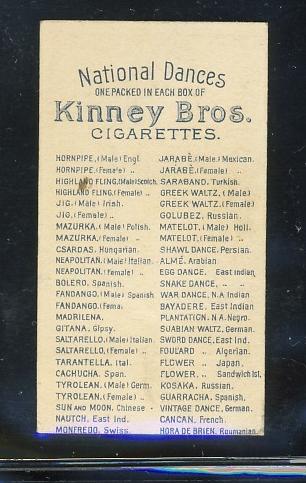 National Dances
ONE PACKED IN EACH BOX OF
Kinney Bros.
CIGARETTES.
HORNPIPE, (Male) Engl.
HORNPIPE, (Female) „
HIGHLAND FLING, (Male) Scotch.
HIGHLAND FLING, (Female) „
JIG, (Male) Irish.
JIG, (Female) „
MAZURKA, (Male) Polish.
MAZURKA, (Female) „
CSARDAS. Hungarian.
NEAPOLITAN, (Male) Italian.
NEAPOLITAN, (Female) „
BOLERO. Spanish.
FANDANGO, (Male) Spanish
FANDANGO, (Fema
MADRILENA.
GITANA. Gipsy.
SALTARELLO, (Male) Italian.
SALTARELLO, (Female) „
TARANTELLA. Ital.
CACHUCHA. Span.
TYROLEAN, (Male) Germ.
TYROLEAN, (Female) „
SUN AND MOON, Chinese.
NAUTCH, East Ind.
MONFREDO. Swiss.
JARABÈ, (Male) Mexican.
JARABÈ, (Female) „
SARABAND. Turkish.
GREEK WALTZ, (Male)
GREEK WALTZ, (Female)
GOLUBEZ, Russian.
MATELOT, (Male) Holl.
MATELOT, (Female) „
SHAWL DANCE, Persian.
ALMÉ. Arabian.
EGG DANCE. East Indian
SNAKE DANCE, „ „
WAR DANCE, N.A. Indian
BAYADERE. East Indian
PLANTATION. N.A. Negro.
SUABIAN WALTZ, German.
SWORD DANCE, East Ind.
FOULARD „ Algerian.
FLOWER „ Japan.
FLOWER „ Sandwich Isl.
KOSAKA, Russian.
GUARRACHA, Spanish.
VINTAGE DANCE, German.
CANCAN, French.
HORA DE BRIEN, Roumanian